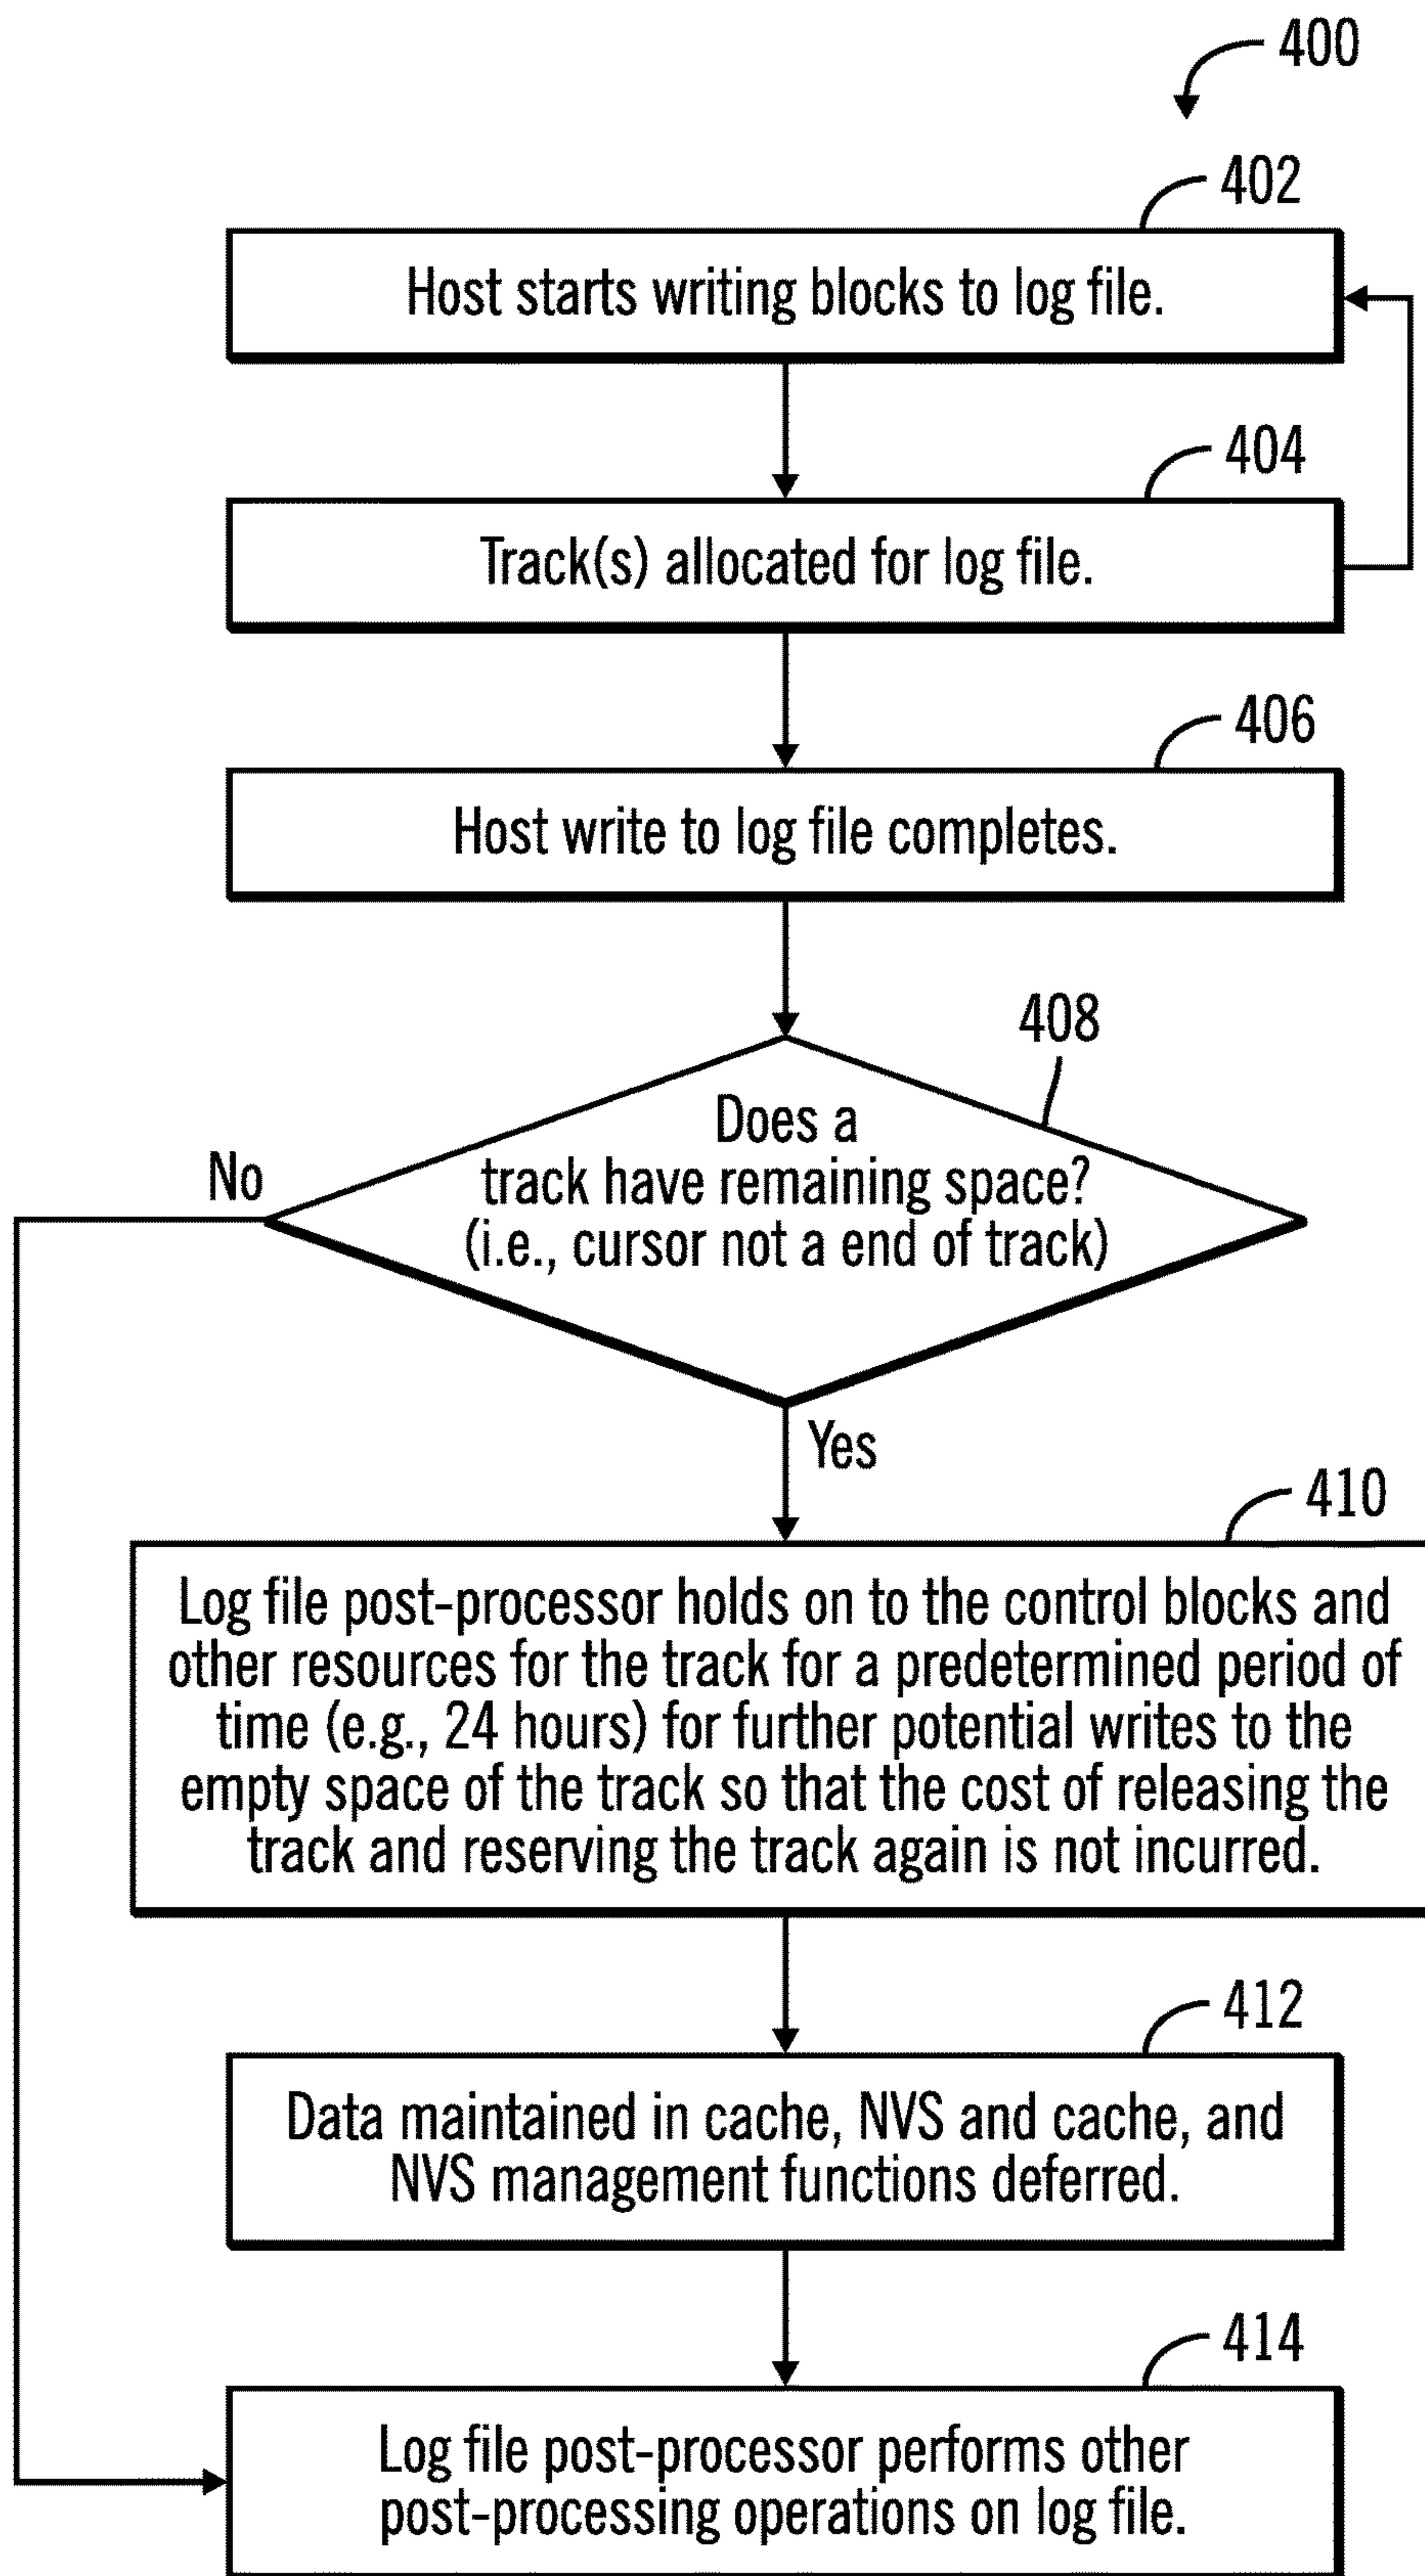 400
402
Host starts writing blocks to log file.
404
Track(s) allocated for log file.
406
Host write to log file completes.
408
Does a
track have remaining space?
(i.e., cursor not a end of track)
No
Yes
410
Log file post-processor holds on to the control blocks and
other resources for the track for a predetermined period of
time (e.g., 24 hours) for further potential writes to the
empty space of the track so that the cost of releasing the
track and reserving the track again is not incurred.
412
Data maintained in cache, NVS and cache, and
NVS management functions deferred.
414
Log file post-processor performs other
post-processing operations on log file.